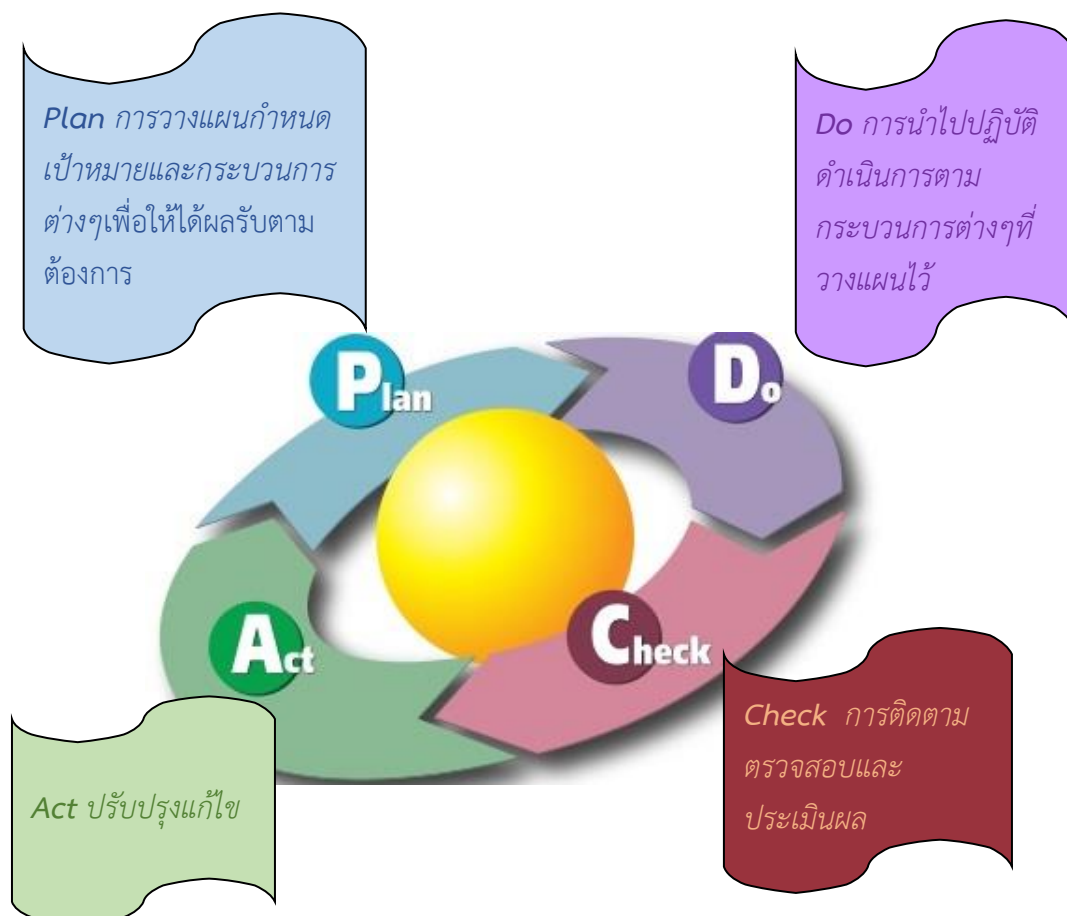 Plan การวางแผนกำหนด
เป้าหมายและกระบวนการ
ต่างๆเพื่อให้ได้ผลรับตาม
ต้องการ
Do การนำไปปฏิบัติ
ดำเนินการตาม
กระบวนการต่างๆที่
วางแผนไว้
Plan
Do
Act
Check
Check การติดตาม
ตรวจสอบและ
ประเมินผล
Act ปรับปรุงแก้ไข